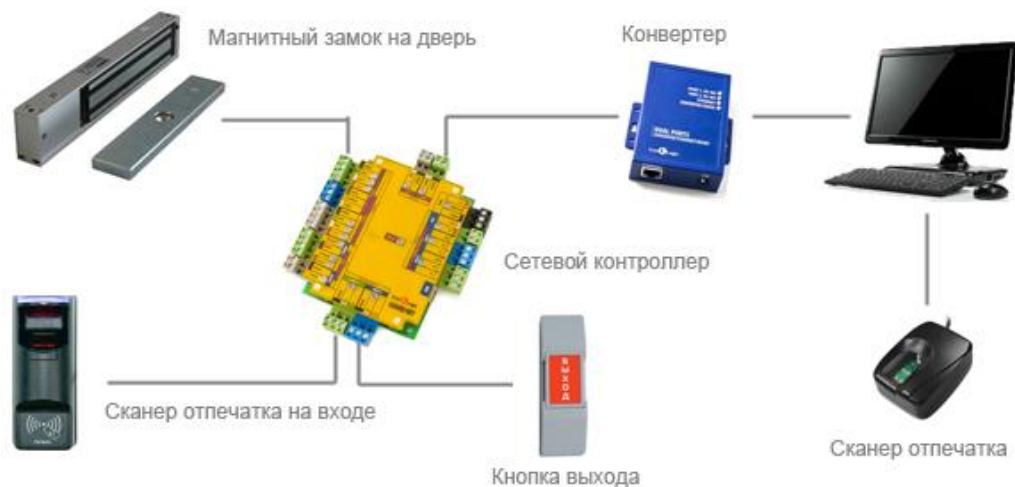 Магнитный замок на дверь
Конвертер
Сетевой контроллер
ВЫХОД
Сканер отпечатка на входе
Сканер отпечатка
Кнопка выхода